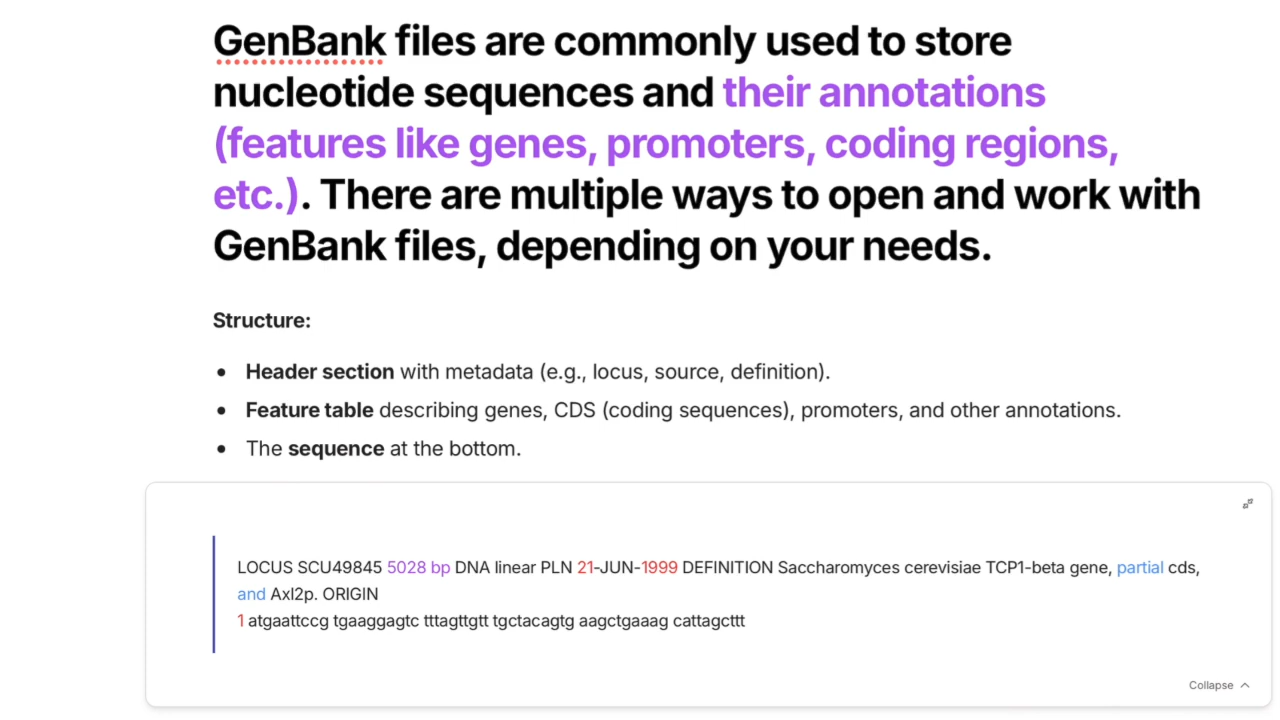 GenBank files are commonly used to store
nucleotide sequences and their annotations
(features like genes, promoters, coding regions,
etc.). There are multiple ways to open and work with
GenBank files, depending on your needs.
Structure:
• Header section with metadata (e.g., locus, source, definition).
• Feature table describing genes, CDS (coding sequences), promoters, and other annotations.
• The sequence at the bottom.
LOCUS SCU49845 5028 bp DNA linear PLN 21-JUN-1999 DEFINITION Saccharomyces cerevisiae TCP1-beta gene, partial cds,
and Axl2p. ORIGIN
1 atgaattccg tgaaggagtc tttagttgtt tgctacagtg aagctgaaag cattagcttt
Collapse